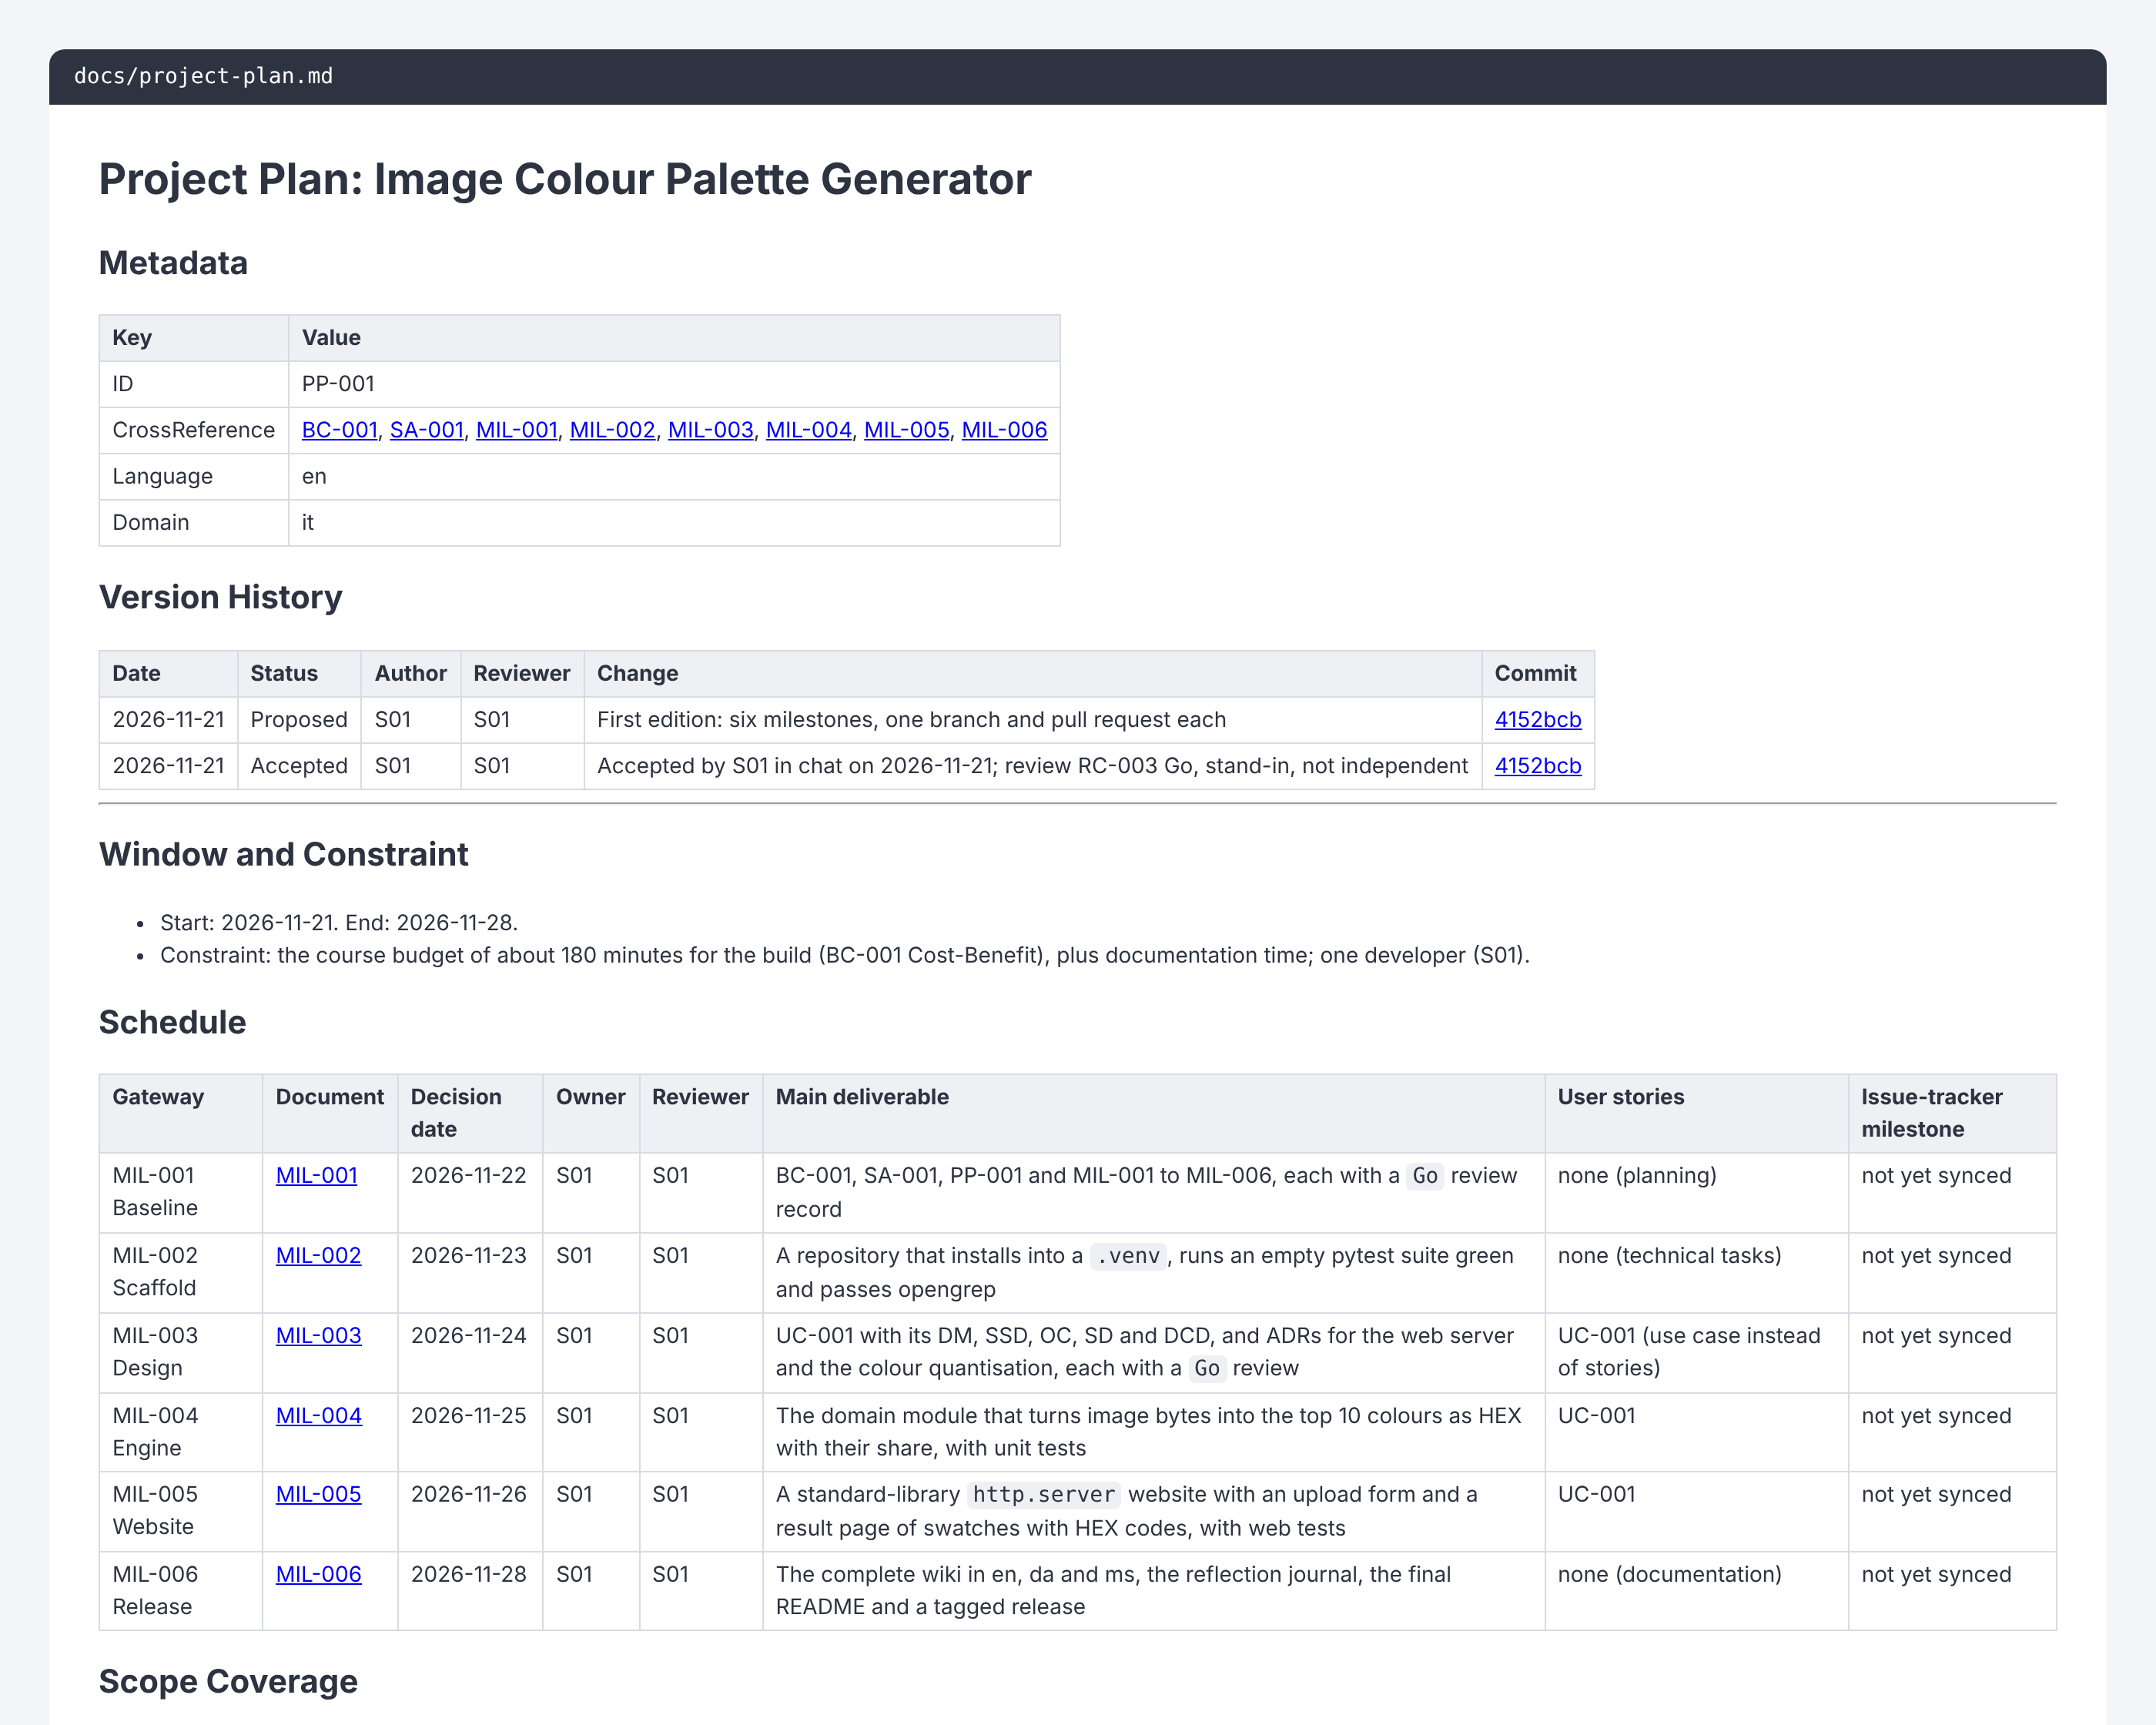 docs/project-plan.md
Project Plan: Image Colour Palette Generator
Metadata
Key Value
ID PP-001
CrossReference BC-001, SA-001, MIL-001, MIL-002, MIL-003, MIL-004, MIL-005, MIL-006
Language en
Domain it
Version History
Date Status Author Reviewer Change Commit
2026-11-21 Proposed S01 S01 First edition: six milestones, one branch and pull request each 4152bcb
2026-11-21 Accepted S01 S01 Accepted by S01 in chat on 2026-11-21; review RC-003 Go, stand-in, not independent 4152bcb
Window and Constraint
• Start: 2026-11-21. End: 2026-11-28.
• Constraint: the course budget of about 180 minutes for the build (BC-001 Cost-Benefit), plus documentation time; one developer (S01).
Schedule
Gateway Document Decision Owner Reviewer Main deliverable User stories Issue-tracker
date milestone
MIL-001 MIL-001 2026-11-22 S01 S01 BC-001, SA-001, PP-001 and MIL-001 to MIL-006, each with a Go review none (planning) not yet synced
Baseline record
MIL-002 MIL-002 2026-11-23 S01 S01 A repository that installs into a .venv, runs an empty pytest suite green none (technical tasks) not yet synced
Scaffold and passes opengrep
MIL-003 MIL-003 2026-11-24 S01 S01 UC-001 with its DM, SSD, OC, SD and DCD, and ADRs for the web server UC-001 (use case instead not yet synced
Design and the colour quantisation, each with a Go review of stories)
MIL-004 MIL-004 2026-11-25 S01 S01 The domain module that turns image bytes into the top 10 colours as HEX UC-001 not yet synced
Engine with their share, with unit tests
MIL-005 MIL-005 2026-11-26 S01 S01 A standard-library http.server website with an upload form and a UC-001 not yet synced
Website result page of swatches with HEX codes, with web tests
MIL-006 MIL-006 2026-11-28 S01 S01 The complete wiki in en, da and ms, the reflection journal, the final none (documentation) not yet synced
Release README and a tagged release
Scope Coverage